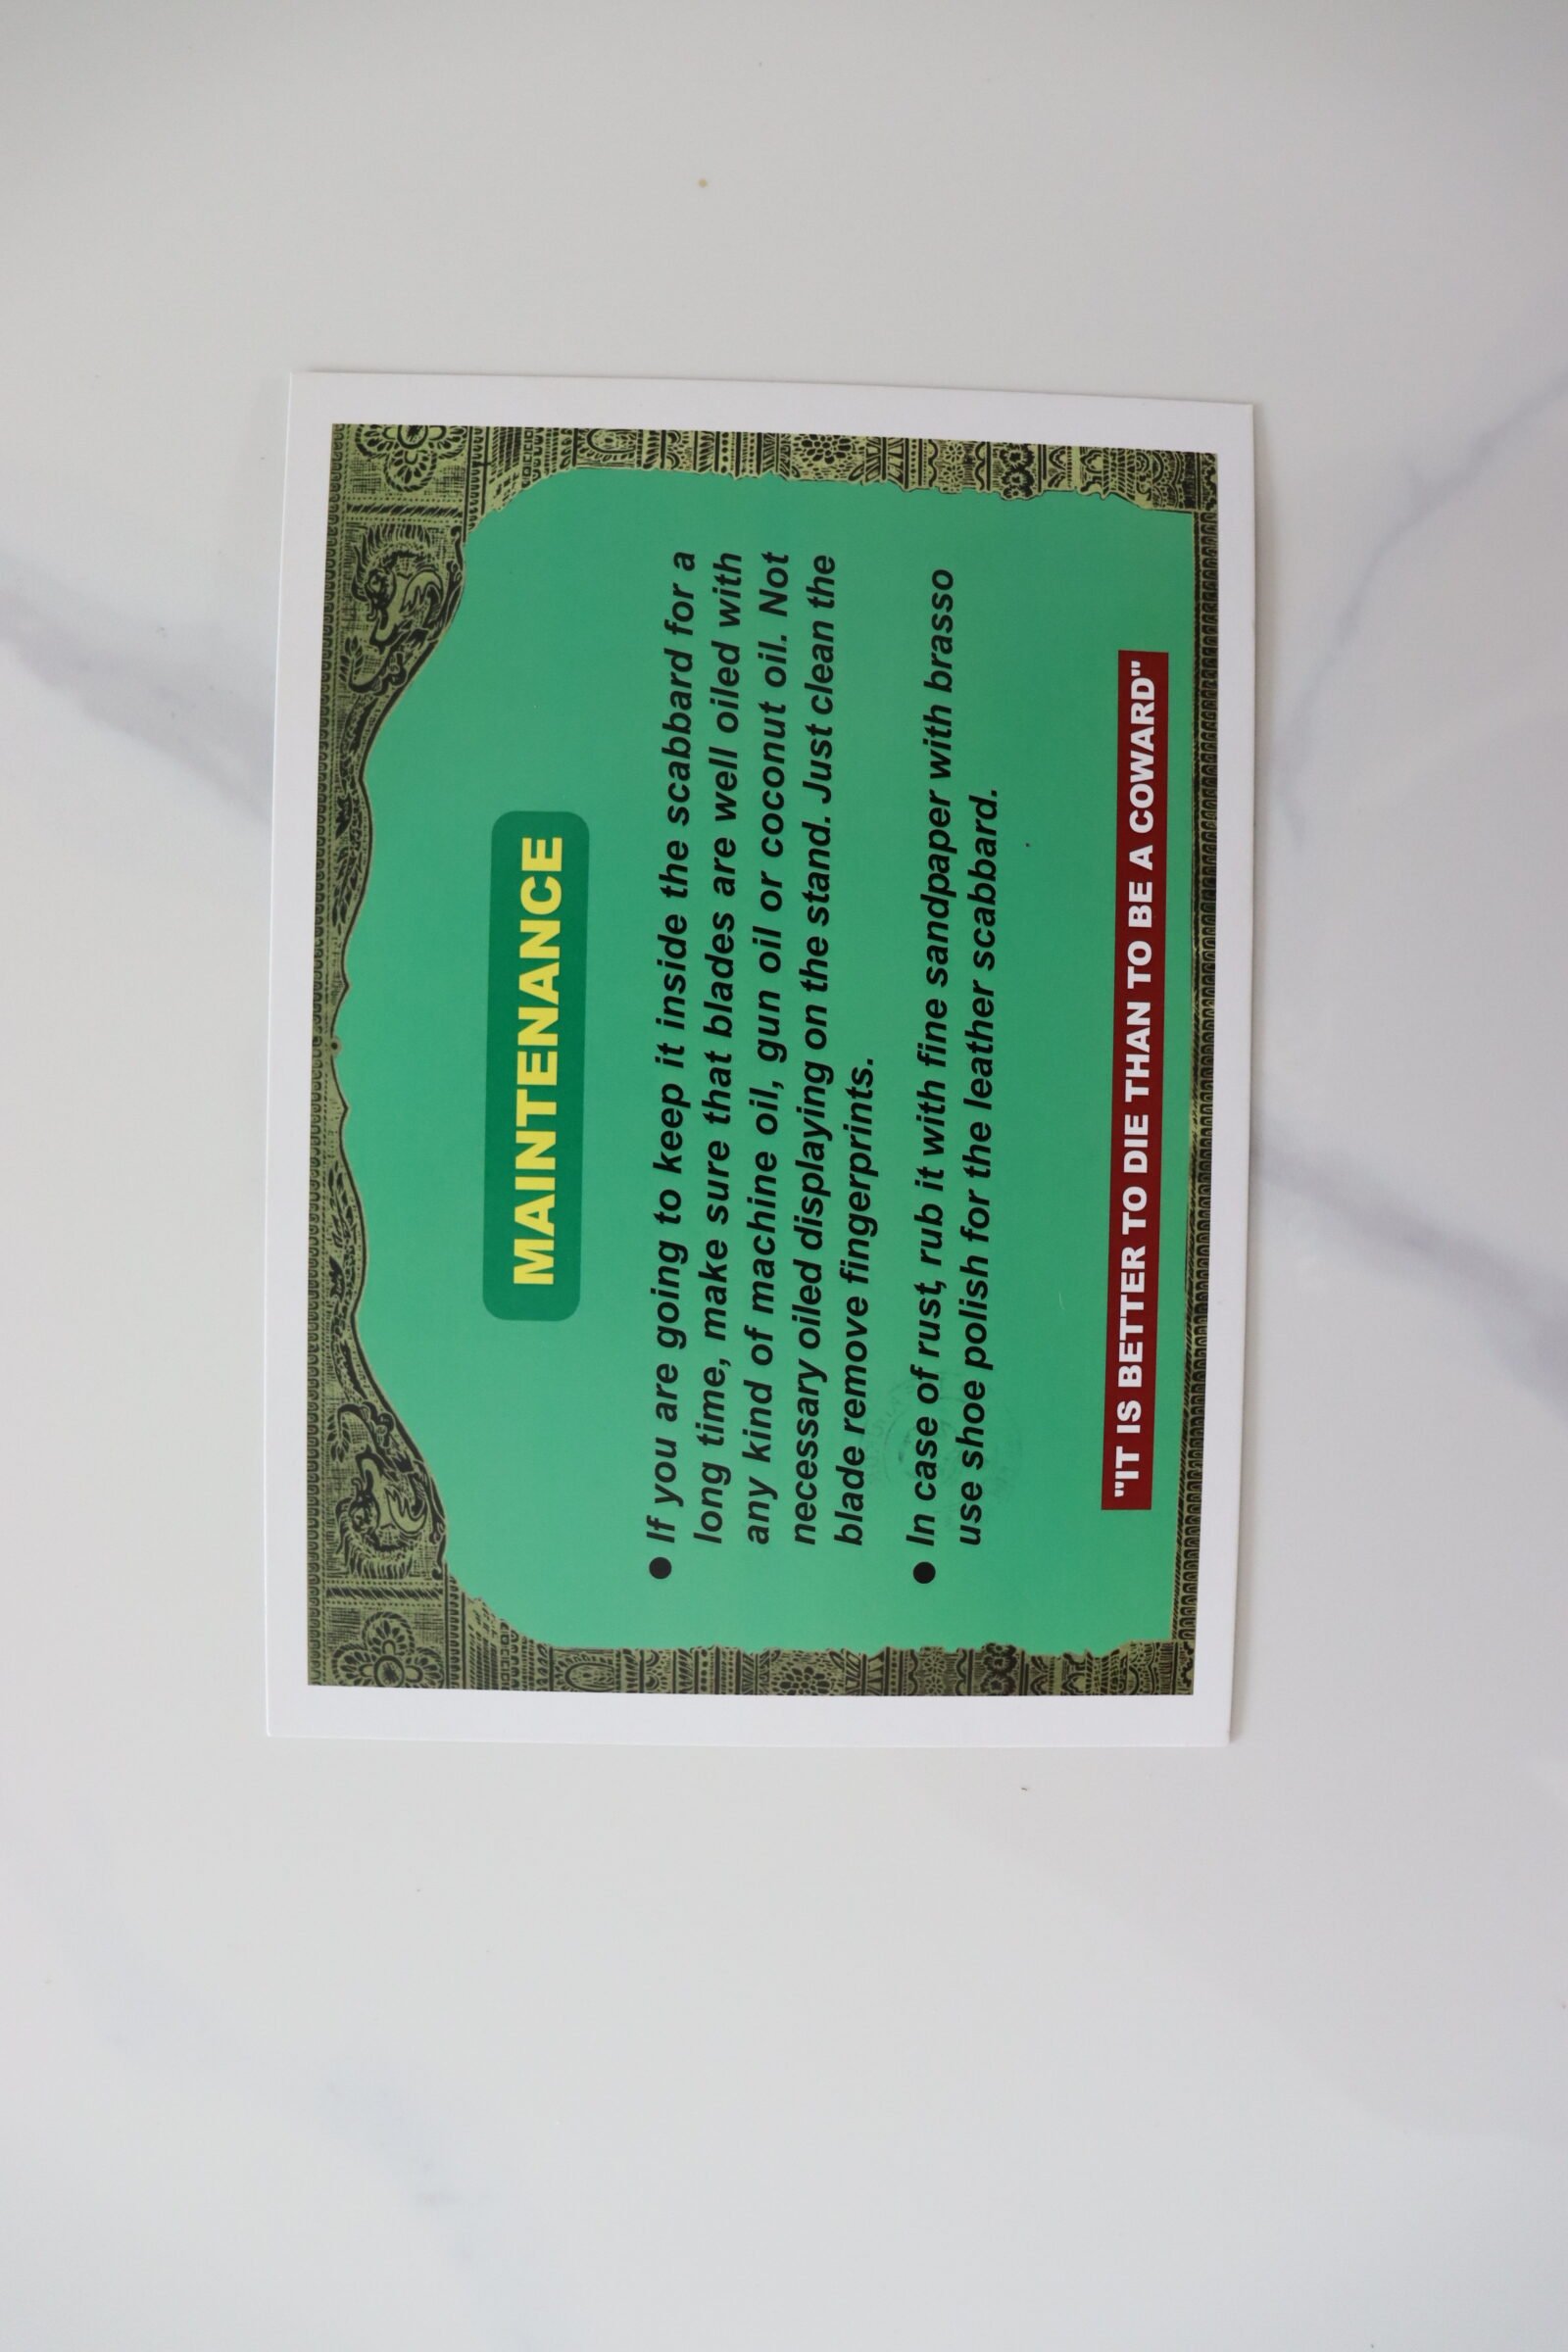 MAINTENANCE
● If you are going to keep it inside the scabbard for a
long time, make sure that blades are well oiled with
any kind of machine oil, gun oil or coconut oil. Not
necessary oiled displaying on the stand. Just clean the
blade remove fingerprints.
● In case of rust, rub it with fine sandpaper with brasso
use shoe polish for the leather scabbard.
"IT IS BETTER TO DIE THAN TO BE A COWARD"